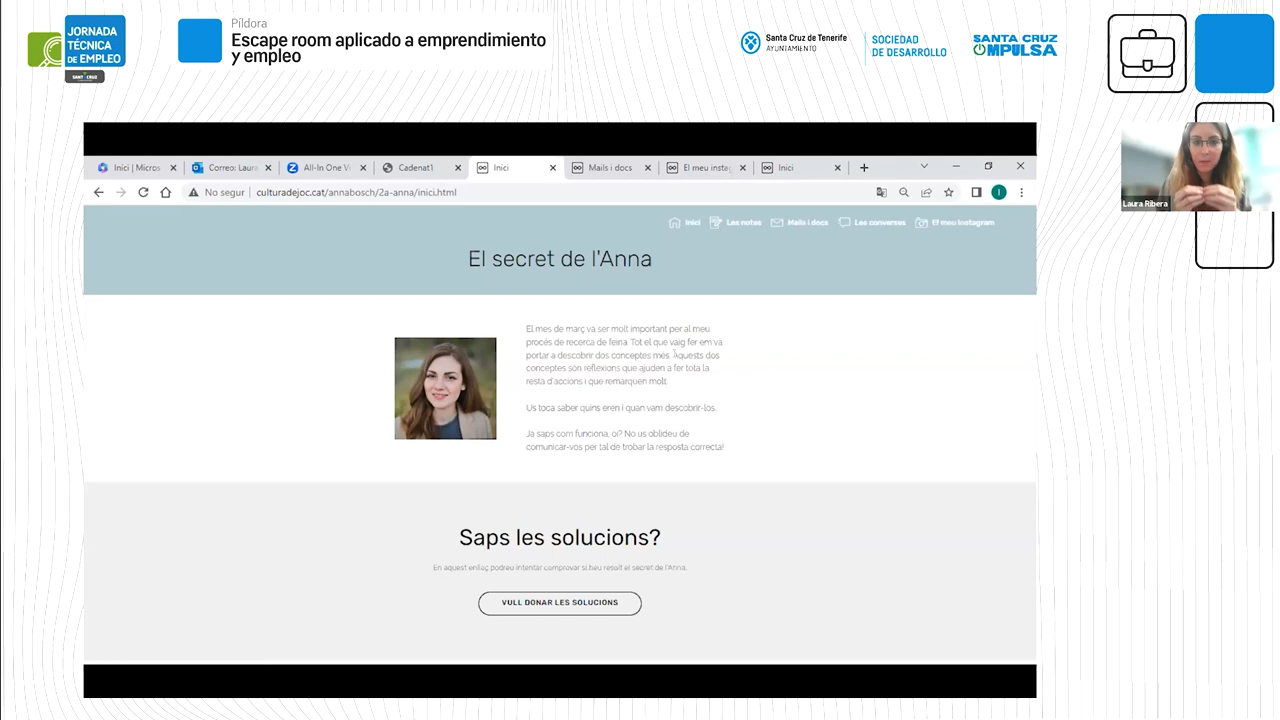 JORNADA
TÉCNICA
DE EMPLEO
SANTA CRUZ
Píldora
Escape room aplicado a emprendimiento
y empleo
Santa Cruz de Tenerife
AYUNTAMIENTO
SOCIEDAD
DE DESARROLLO
SANTA CRUZ
MPULSA
Laura Ribera
Inici | Micros
Correo: Laura
All-In One Vi
Cadenat1
Inici
Mails i docs
El meu insta
Inici
No segur
culturadejoc.cat/annabosch/2a-anna/inici.html
Inici
Les notes
Mails i docs
Les converses
El meu Instagram
El secret de l'Anna
El mes de març va ser molt important per al meu
procés de recerca de feina. Tot el que vaig fer em va
portar a descobrir dos conceptes més. Aquests dos
conceptes són reflexions que ajuden a fer tota la
resta d'accions i que remarquen molt.
Us toca saber quins eren i quan vam descobrir-los.
Ja saps com funciona, oi? No us oblideu de
comunicar-vos per tal de trobar la resposta correcta!
Saps les solucions?
En aquest enllaç podreu intentar comprovar si heu resolt el secret de l'Anna.
VULL DONAR LES SOLUCIONS